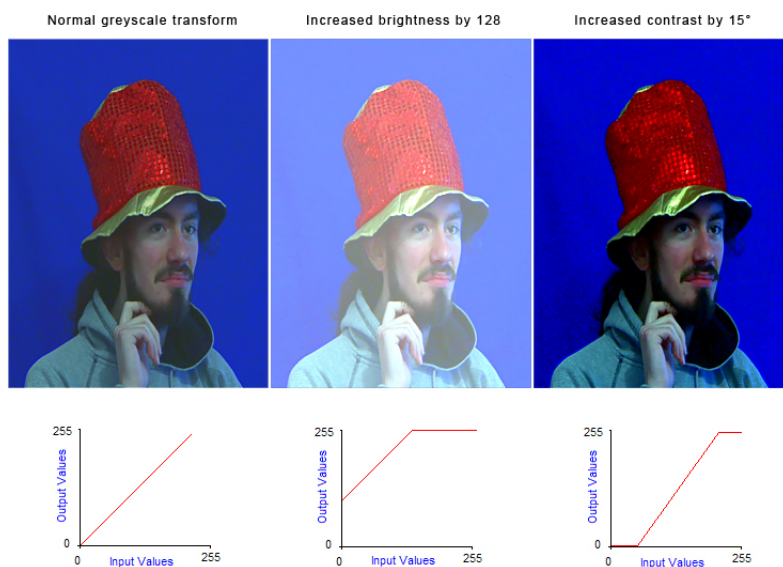 Normal greyscale transform
Increased brightness by 128
Increased contrast by 15°
255
Output Values
0
0
Input Values
255
255
Output Values
0
0
Input Values
255
255
Output Values
0
0
Input Values
255